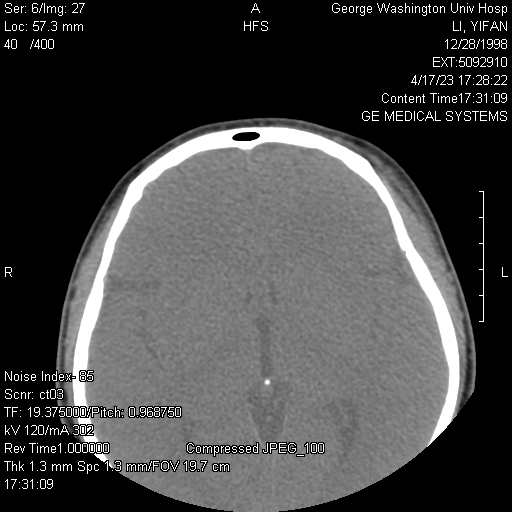 Ser: 6/Img: 27
Loc: 57.3 mm
40 /400
A
HFS
George Washington Univ Hosp
LI, YIFAN
12/28/1998
EXT:5092910
4/17/23 17:28:22
Content Time17:31:09
GE MEDICAL SYSTEMS
R
L
Noise Index- 85
Scnr: ct03
TF: 19.375000/Pitch: 0.968750
kV 120/mA 302
Rev Time1.000000
Compressed JPEG_100
Thk 1.3 mm Spc 1.3 mm/FOV 19.7 cm
17:31:09